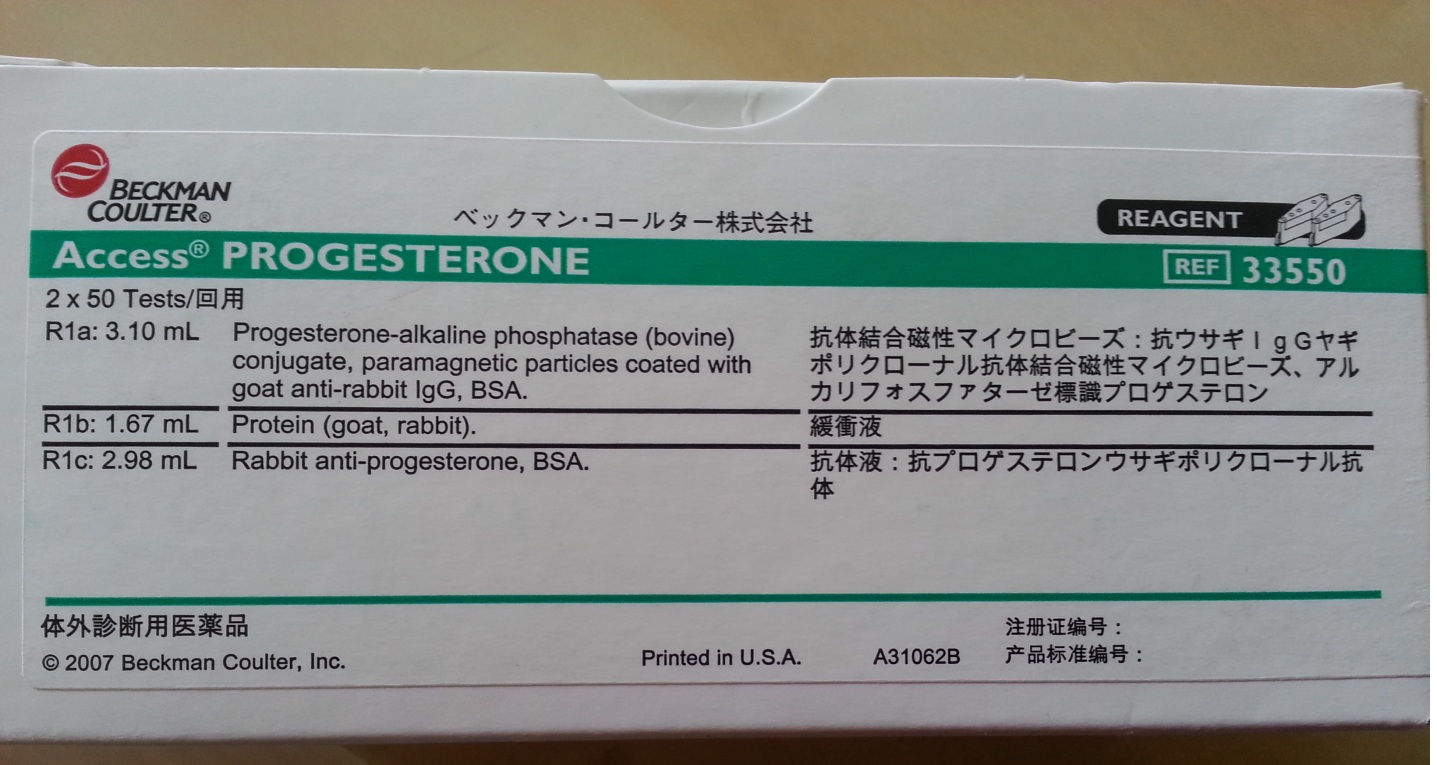 BECKMAN
COULTER®
ベックマン・コールター株式会社
REAGENT
Access® PROGESTERONE
REF 33550
2 x 50 Tests/回用
R1a: 3.10 mL
Progesterone-alkaline phosphatase (bovine)
conjugate, paramagnetic particles coated with
goat anti-rabbit IgG, BSA.
抗体結合磁性マイクロビーズ：抗ウサギＩｇＧヤギ
ポリクローナル抗体結合磁性マイクロビーズ、アル
カリフォスファターゼ標識プロゲステロン
R1b: 1.67 mL
Protein (goat, rabbit).
緩衝液
R1c: 2.98 mL
Rabbit anti-progesterone, BSA.
抗体液：抗プロゲステロンウサギポリクローナル抗
体
体外診断用医薬品
© 2007 Beckman Coulter, Inc.
Printed in U.S.A.
A31062B
注册证编号：
产品标准编号：